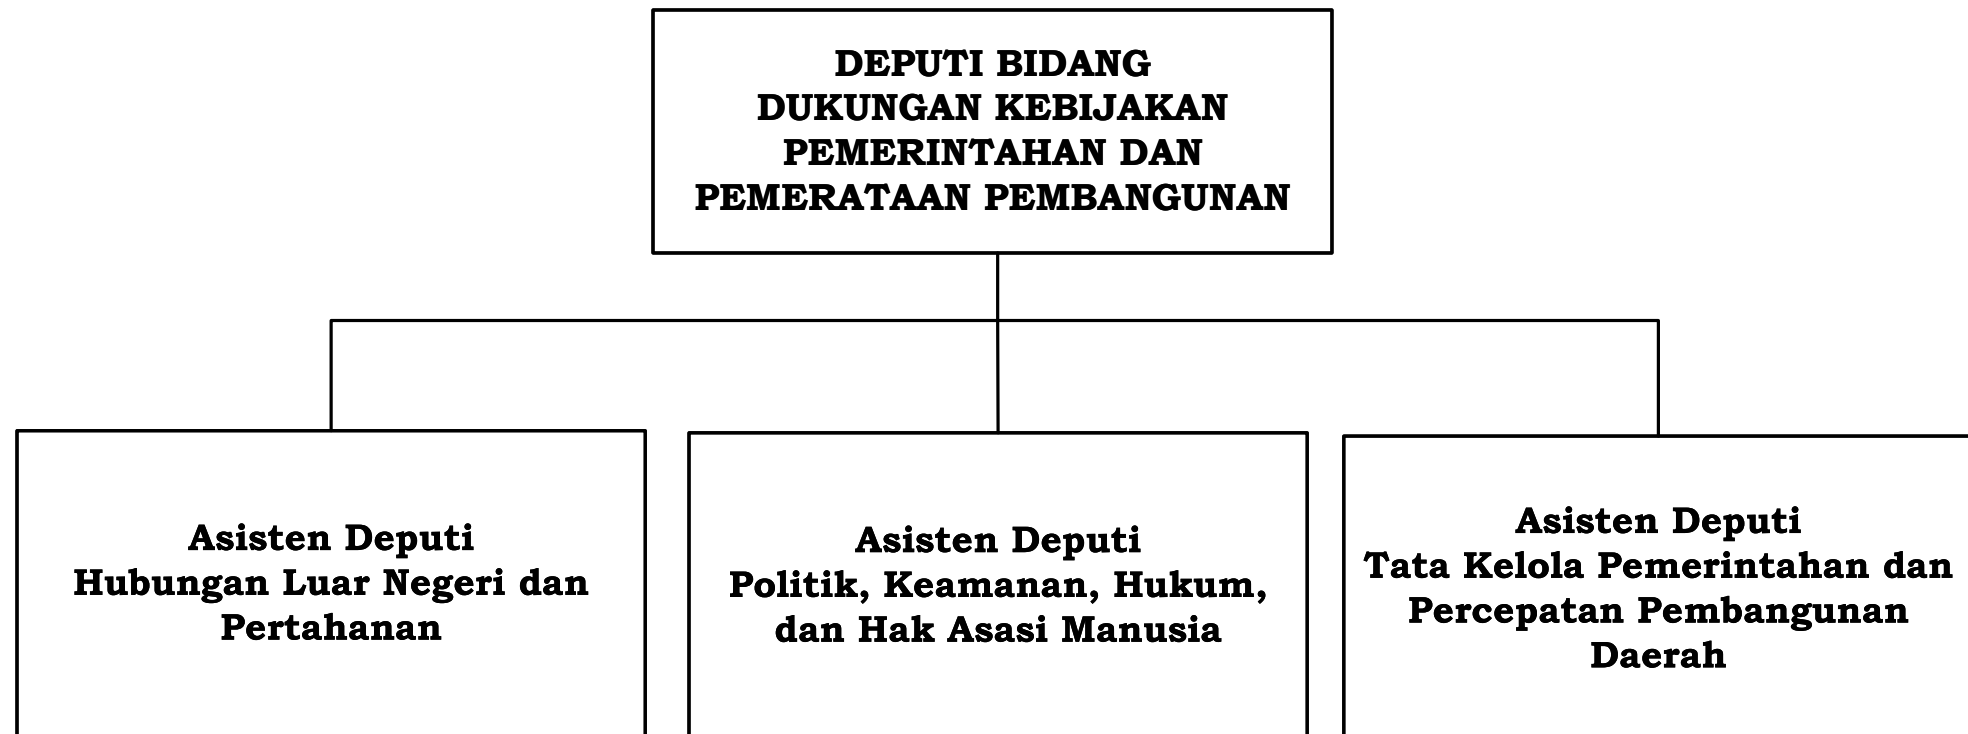 DEPUTI BIDANG
DUKUNGAN KEBIJAKAN
PEMERINTAHAN DAN
PEMERATAAN PEMBANGUNAN
Asisten Deputi
Hubungan Luar Negeri dan
Pertahanan
Asisten Deputi
Politik, Keamanan, Hukum,
dan Hak Asasi Manusia
Asisten Deputi
Tata Kelola Pemerintahan dan
Percepatan Pembangunan
Daerah